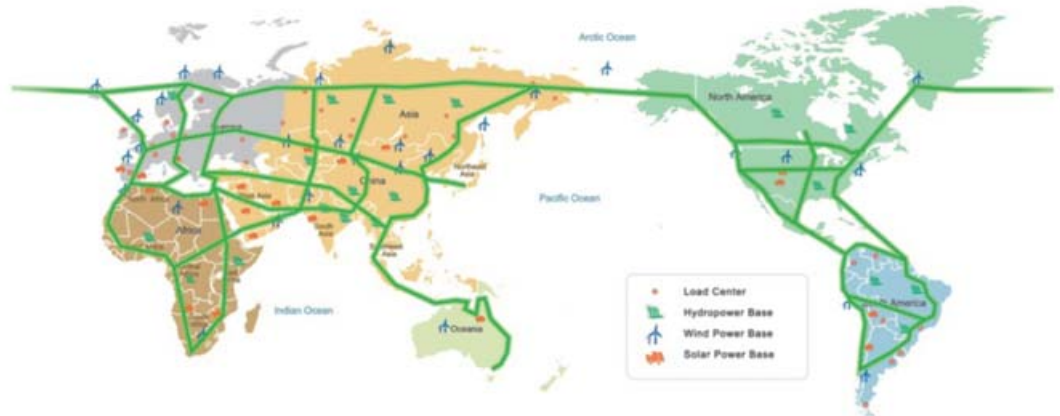 Arctic Ocean
North America
Asia
China
Northeast
Asia
Pacific Ocean
Africa
South
Asia
Southeast
Asia
Indian Ocean
Oceania
South America
Load Center
Hydropower Base
Wind Power Base
Solar Power Base